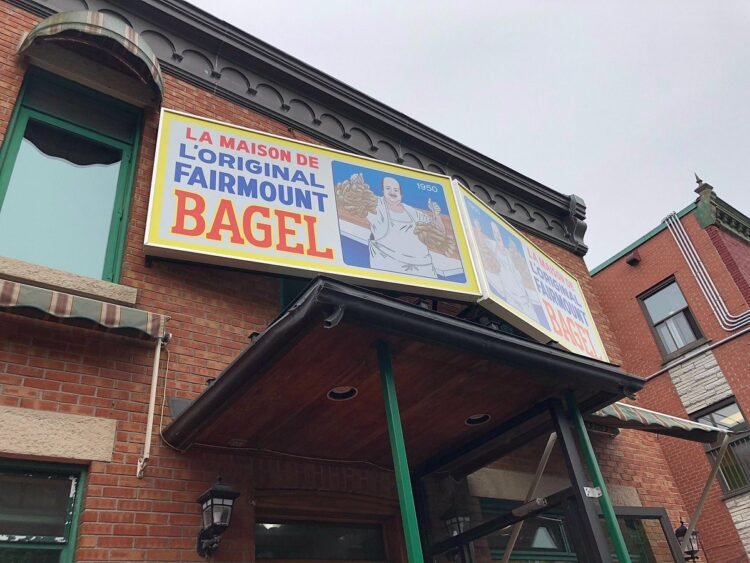 LA MAISON DE
L'ORIGINAL
FAIRMOUNT
BAGEL
1950
LA MAISON DE
L'ORIGINAL
FAIRMOUNT
BAGEL